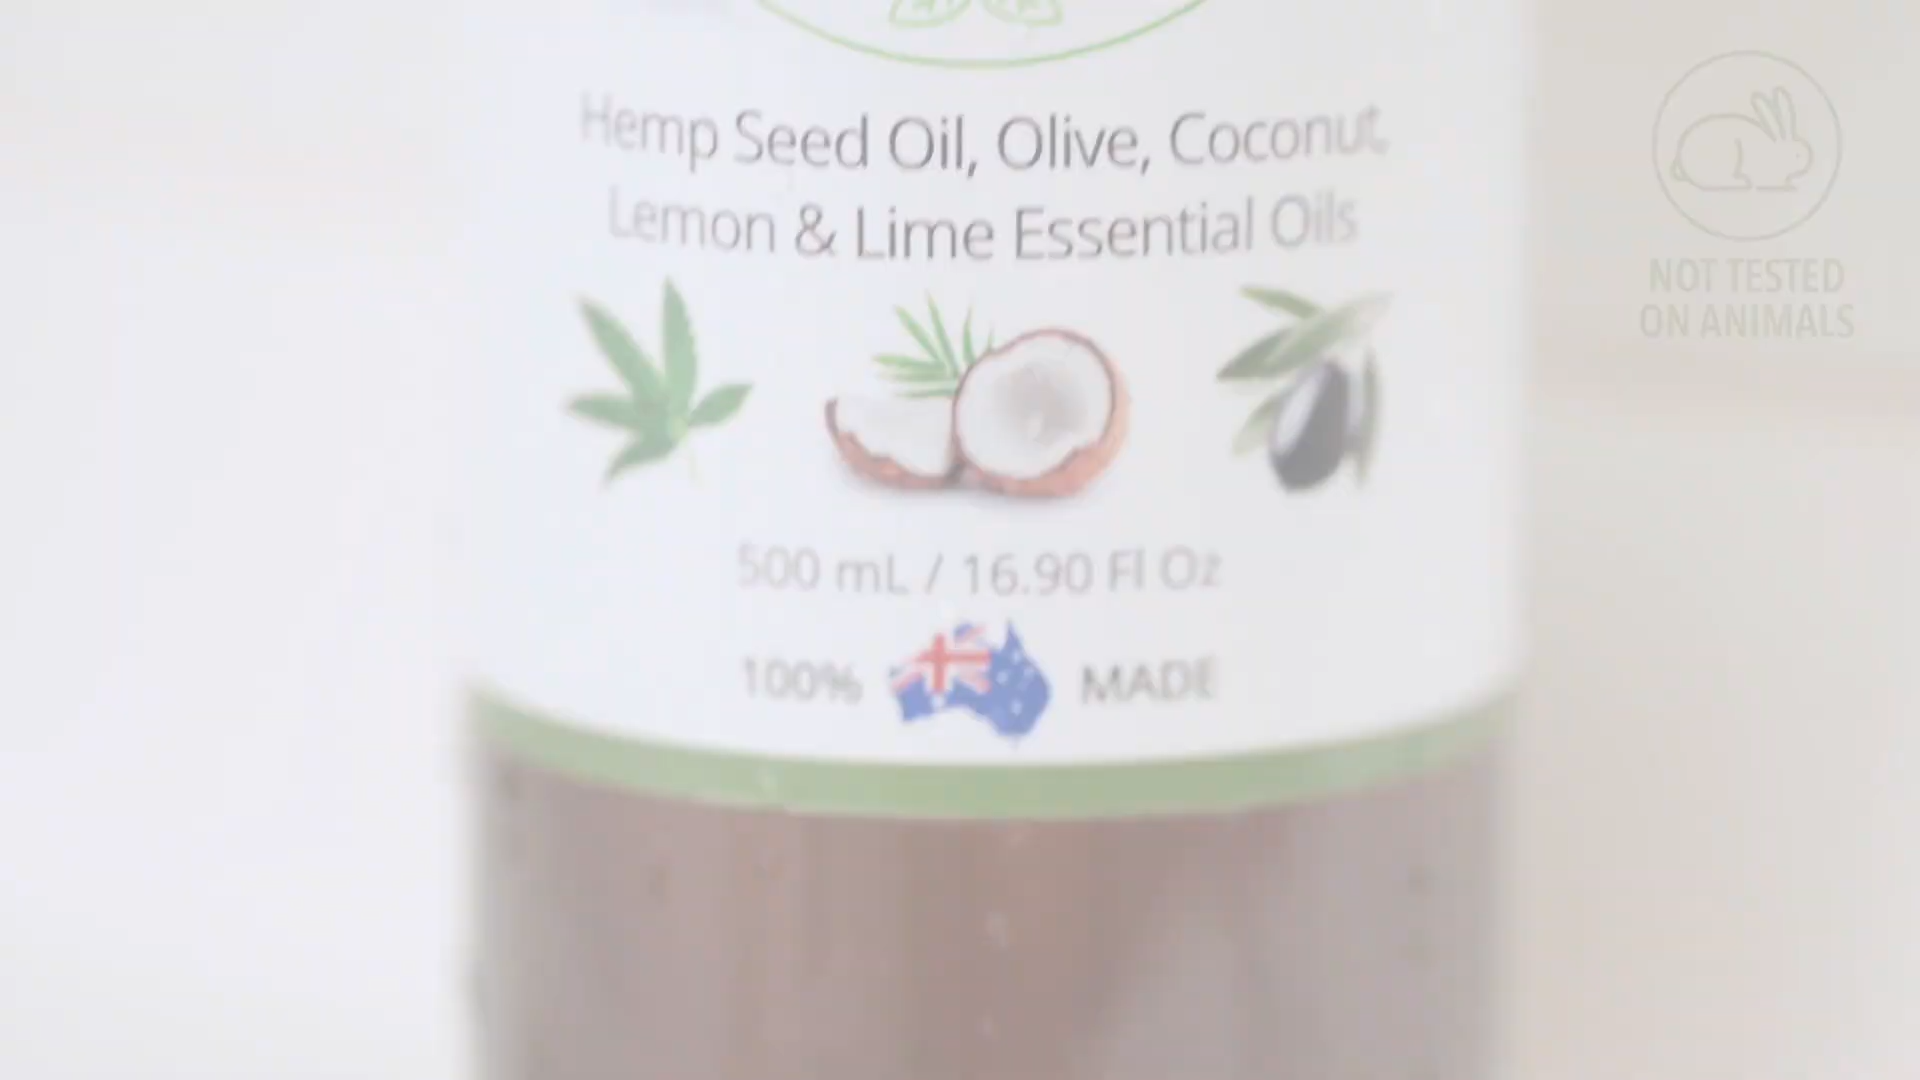 Hemp Seed Oil, Olive, Coconut,
Lemon & Lime Essential Oils
500 mL / 16.90 Fl Oz
100% MADE
NOT TESTED
ON ANIMALS